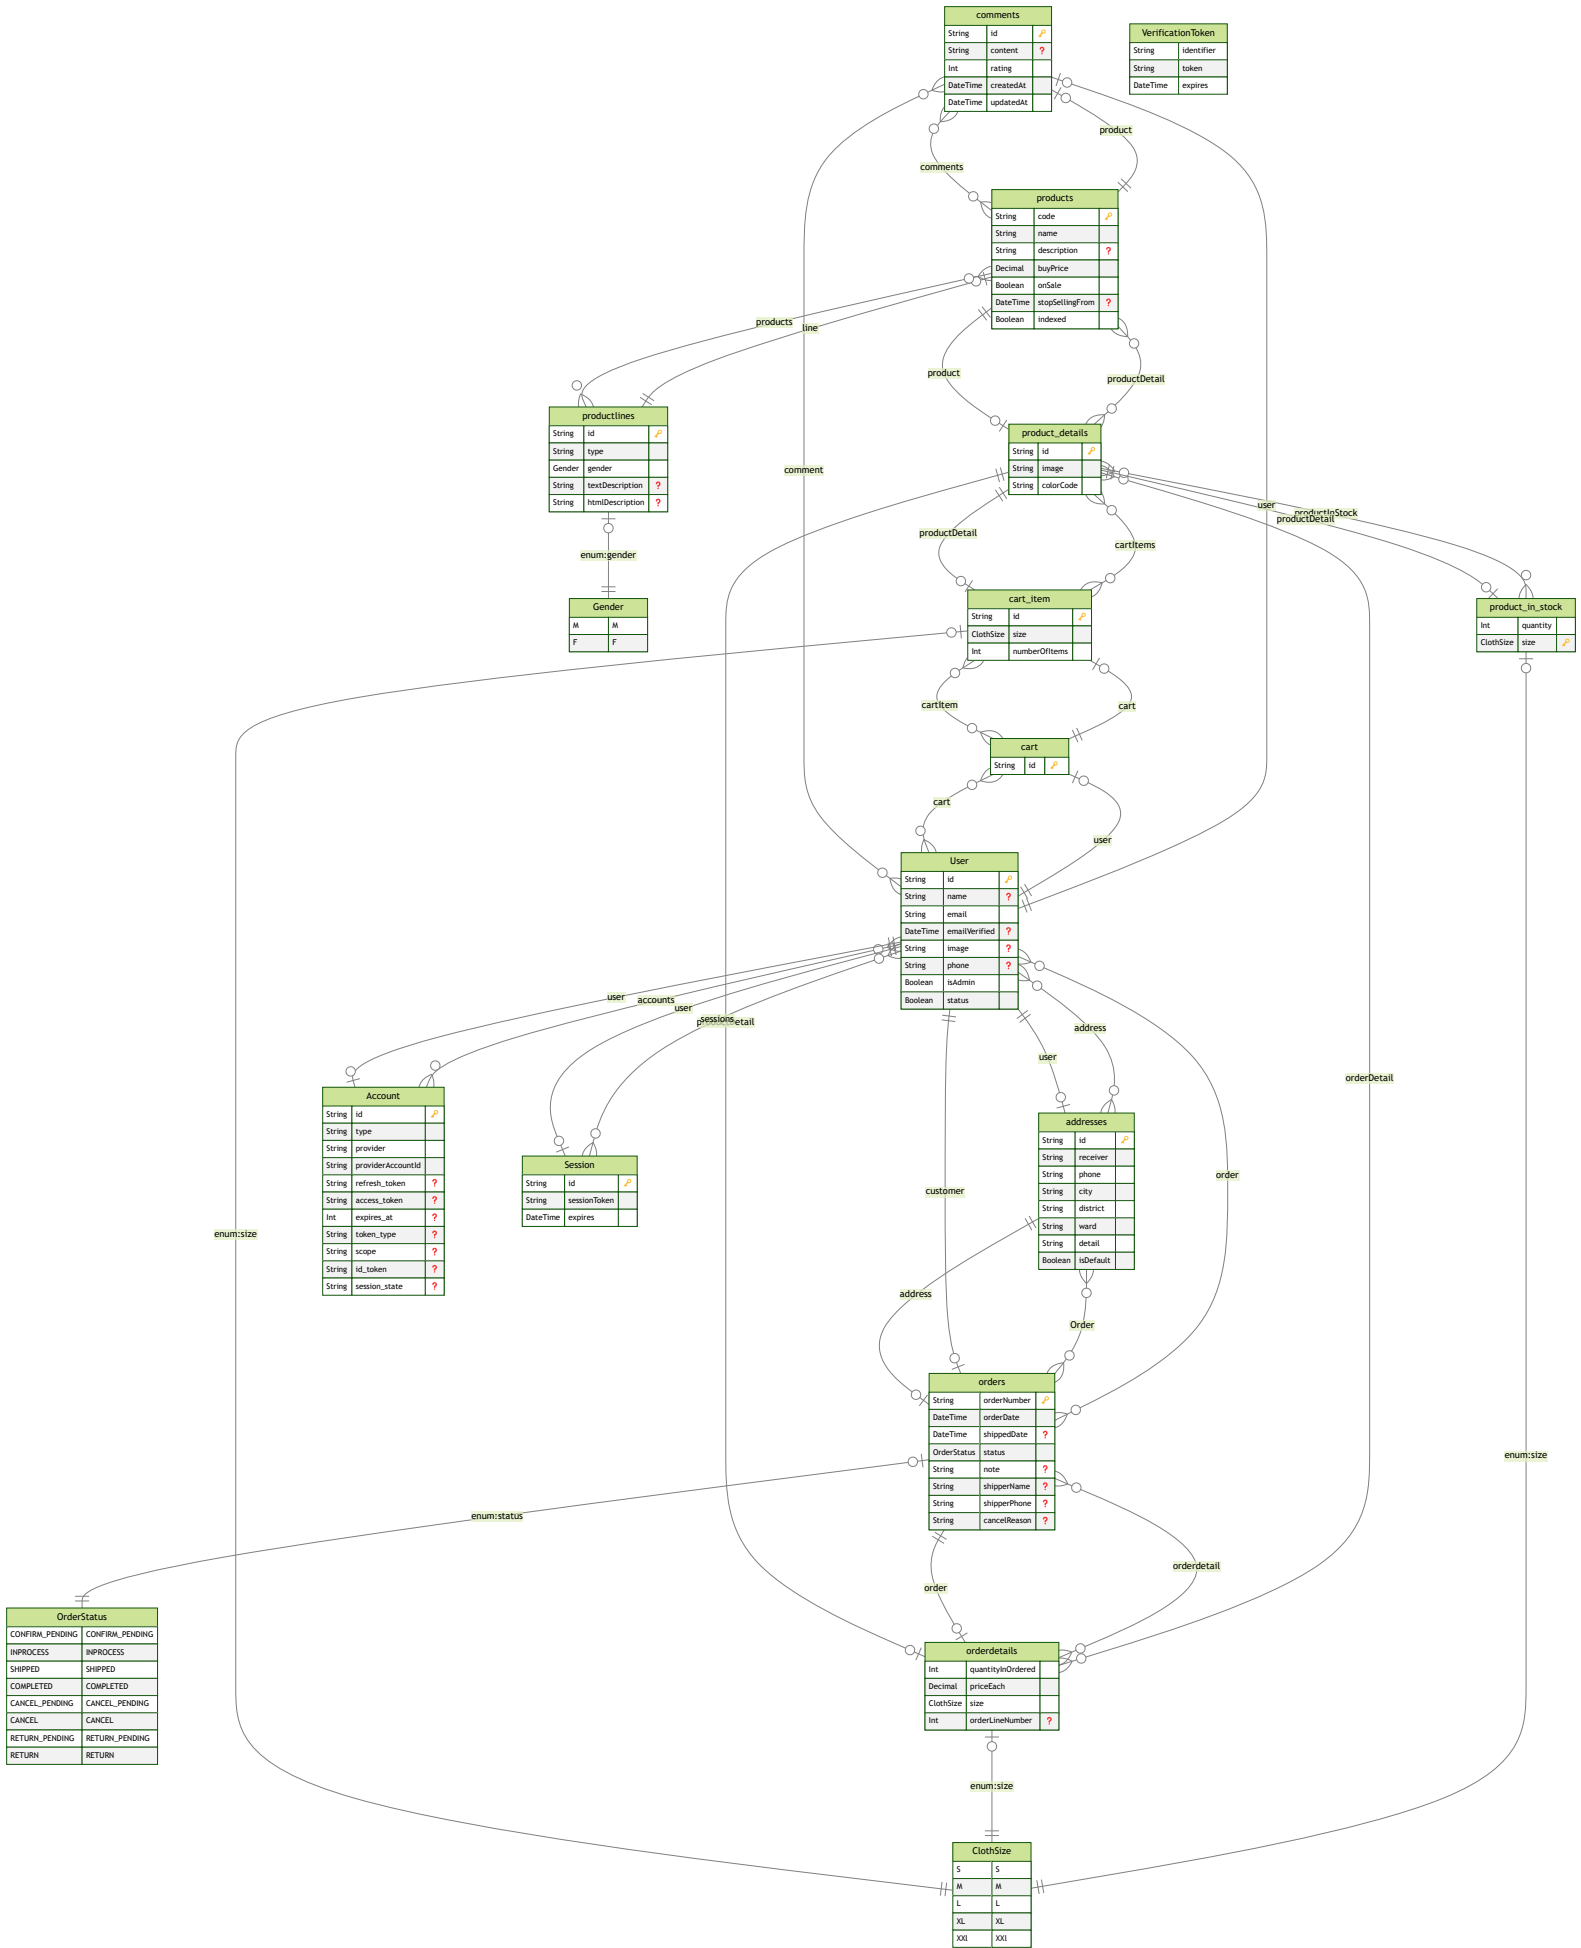 comments
String id
String content ?
Int rating
DateTime createdAt
DateTime updatedAt
VerificationToken
String identifier
String token
DateTime expires
product
comments
products
String code
String name
String description ?
Decimal buyPrice
Boolean onSale
DateTime stopSellingFrom ?
Boolean indexed
products
line
product
productDetail
productlines
String id
String type
Gender gender
String textDescription ?
String htmlDescription ?
product_details
String id
String image
String colorCode
comment
user
productInStock
productDetail
productDetail
cartItems
enum:gender
Gender
M M
F F
cart_item
String id
ClothSize size
Int numberOfItems
product_in_stock
Int quantity
ClothSize size
cartItem
cart
cart
String id
cart
user
User
String id
String name ?
String email
DateTime emailVerified ?
String image ?
String phone ?
Boolean isAdmin
Boolean status
user
accounts
user
sessions
productDetail
address
user
orderDetail
Account
String id
String type
String provider
String providerAccountId
String refresh_token ?
String access_token ?
Int expires_at ?
String token_type ?
String scope ?
String id_token ?
String session_state ?
Session
String id
String sessionToken
DateTime expires
addresses
String id
String receiver
String phone
String city
String district
String ward
String detail
Boolean isDefault
customer
order
enum:size
address
Order
orders
String orderNumber
DateTime orderDate
DateTime shippedDate ?
OrderStatus status
String note ?
String shipperName ?
String shipperPhone ?
String cancelReason ?
enum:size
enum:status
order
orderdetail
OrderStatus
CONFIRM_PENDING CONFIRM_PENDING
INPROCESS INPROCESS
SHIPPED SHIPPED
COMPLETED COMPLETED
CANCEL_PENDING CANCEL_PENDING
CANCEL CANCEL
RETURN_PENDING RETURN_PENDING
RETURN RETURN
orderdetails
Int quantityInOrdered
Decimal priceEach
ClothSize size
Int orderLineNumber ?
enum:size
ClothSize
S S
M M
L L
XL XL
XXl XXl